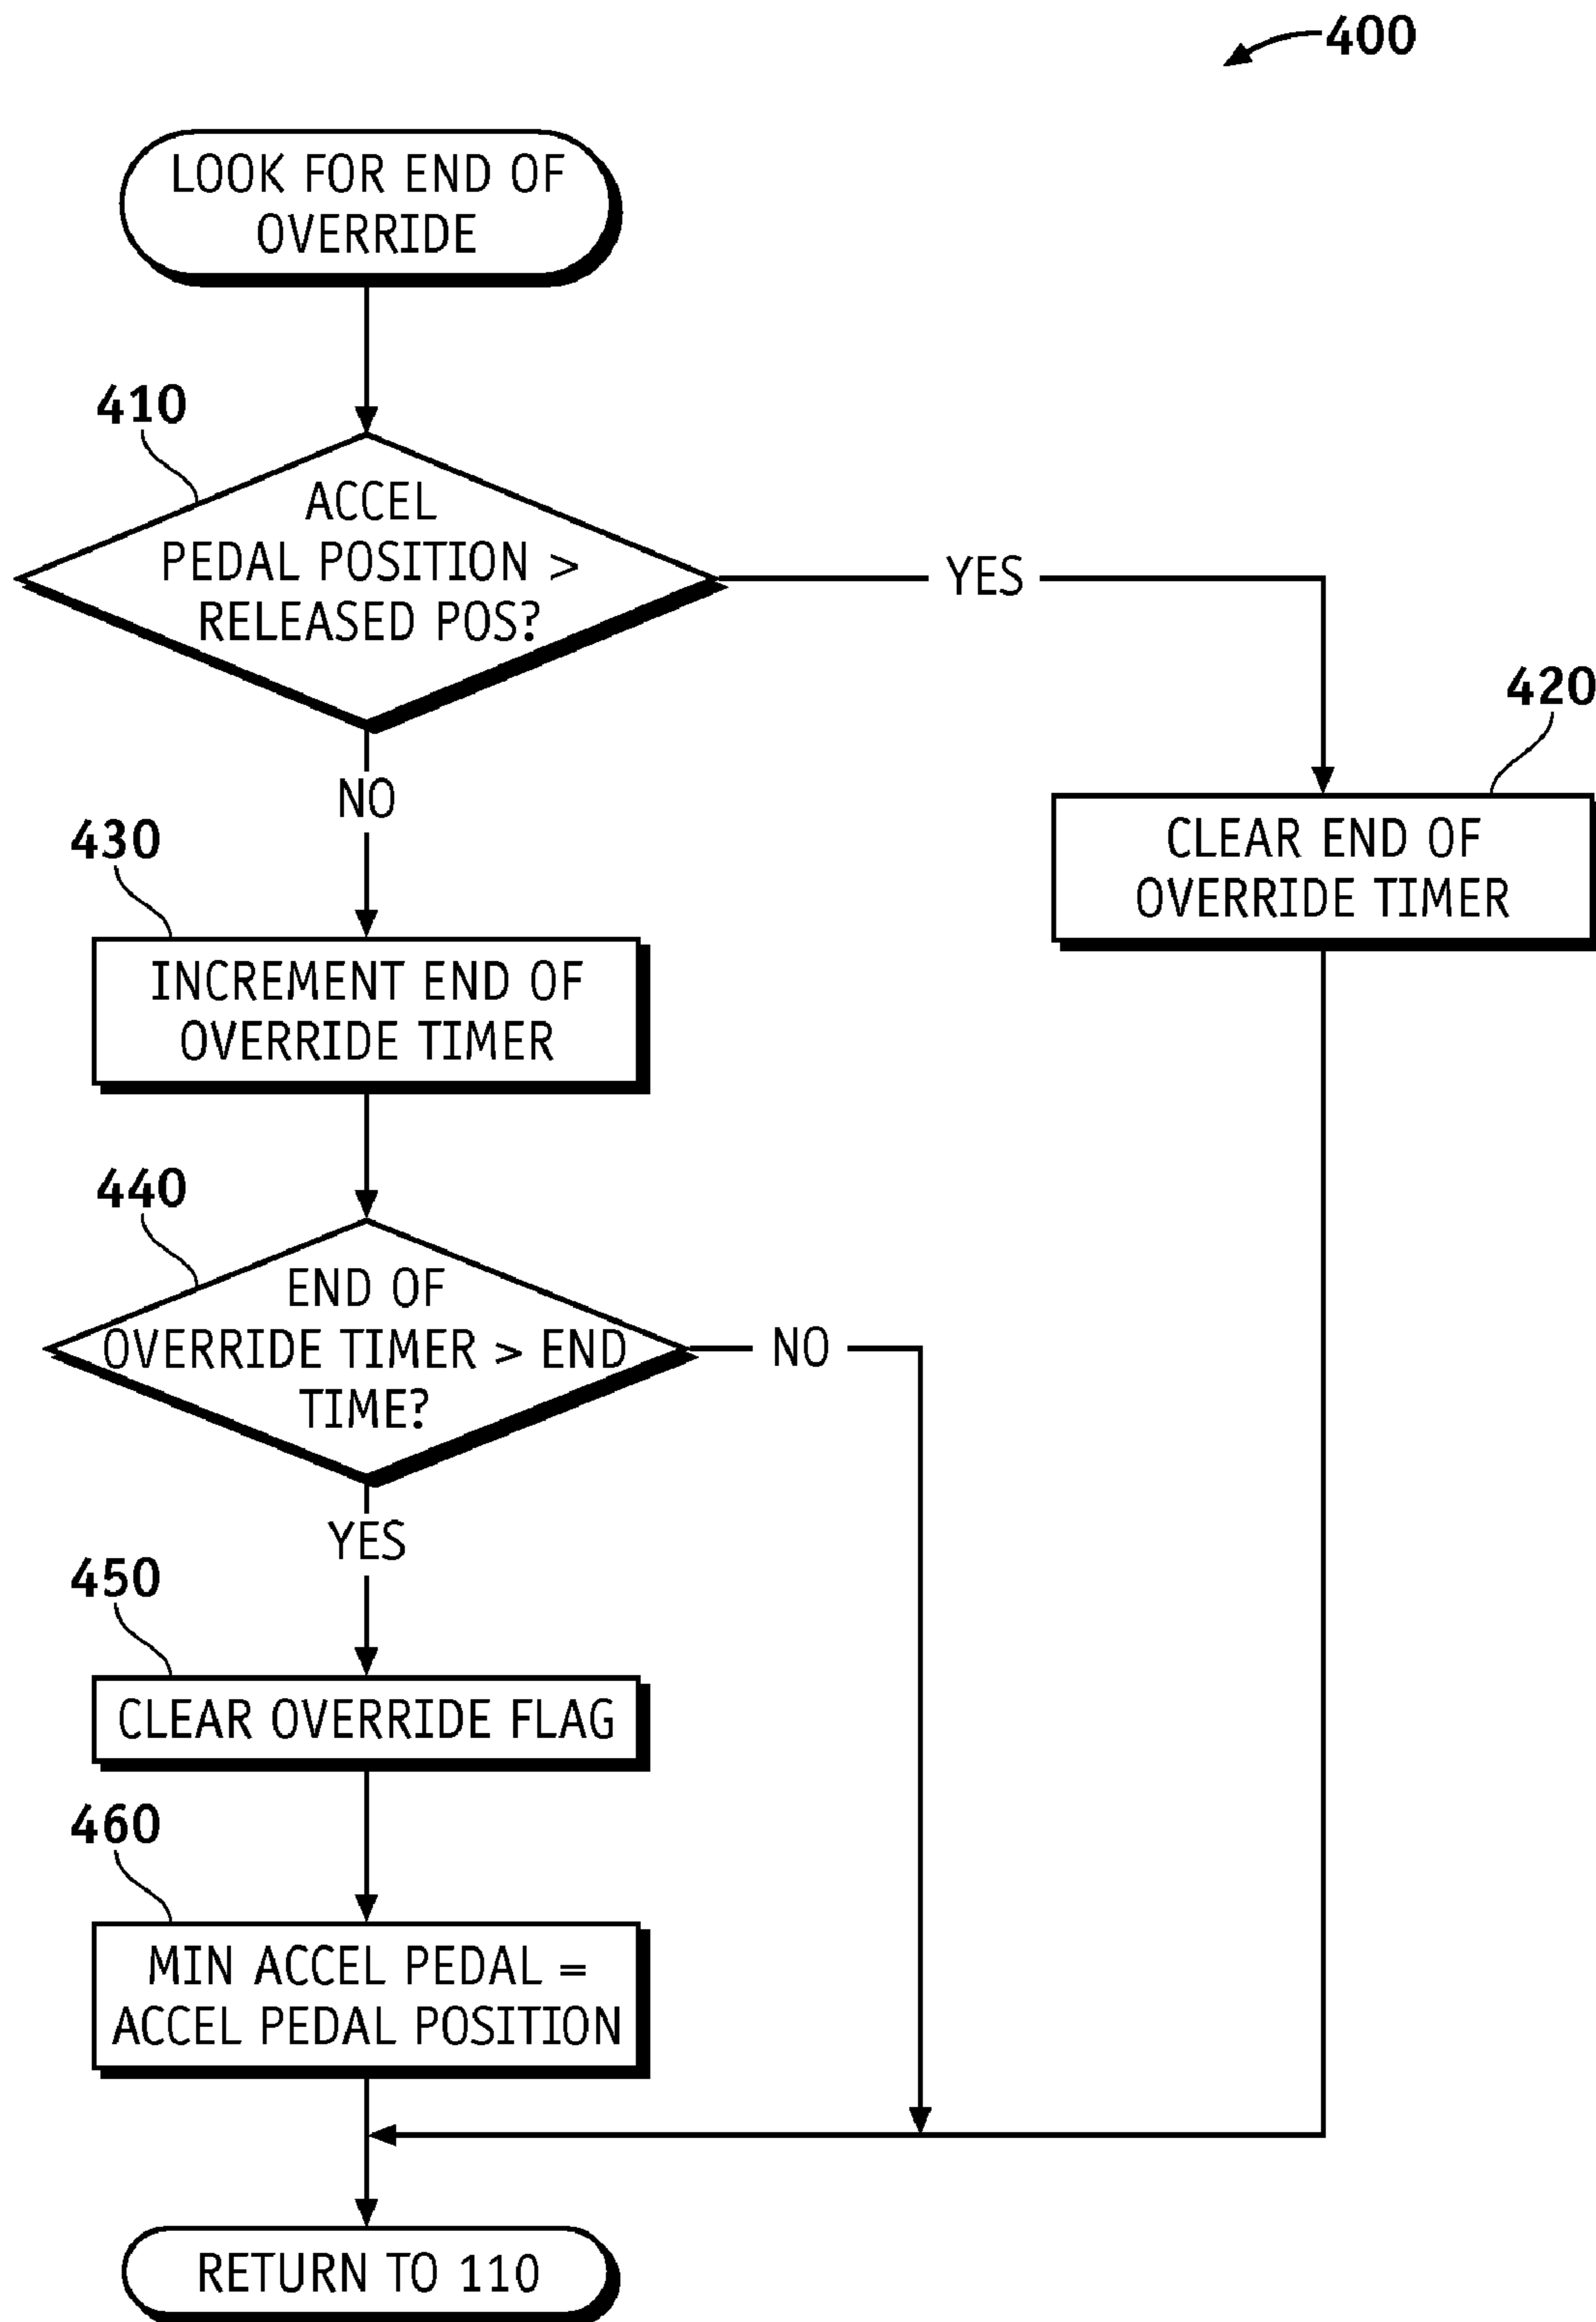 400
LOOK FOR END OF
OVERRIDE
410
ACCEL
PEDAL POSITION >
RELEASED POS?
YES
420
CLEAR END OF
OVERRIDE TIMER
NO
430
INCREMENT END OF
OVERRIDE TIMER
440
END OF
OVERRIDE TIMER > END
TIME?
NO
YES
450
CLEAR OVERRIDE FLAG
460
MIN ACCEL PEDAL =
ACCEL PEDAL POSITION
RETURN TO 110